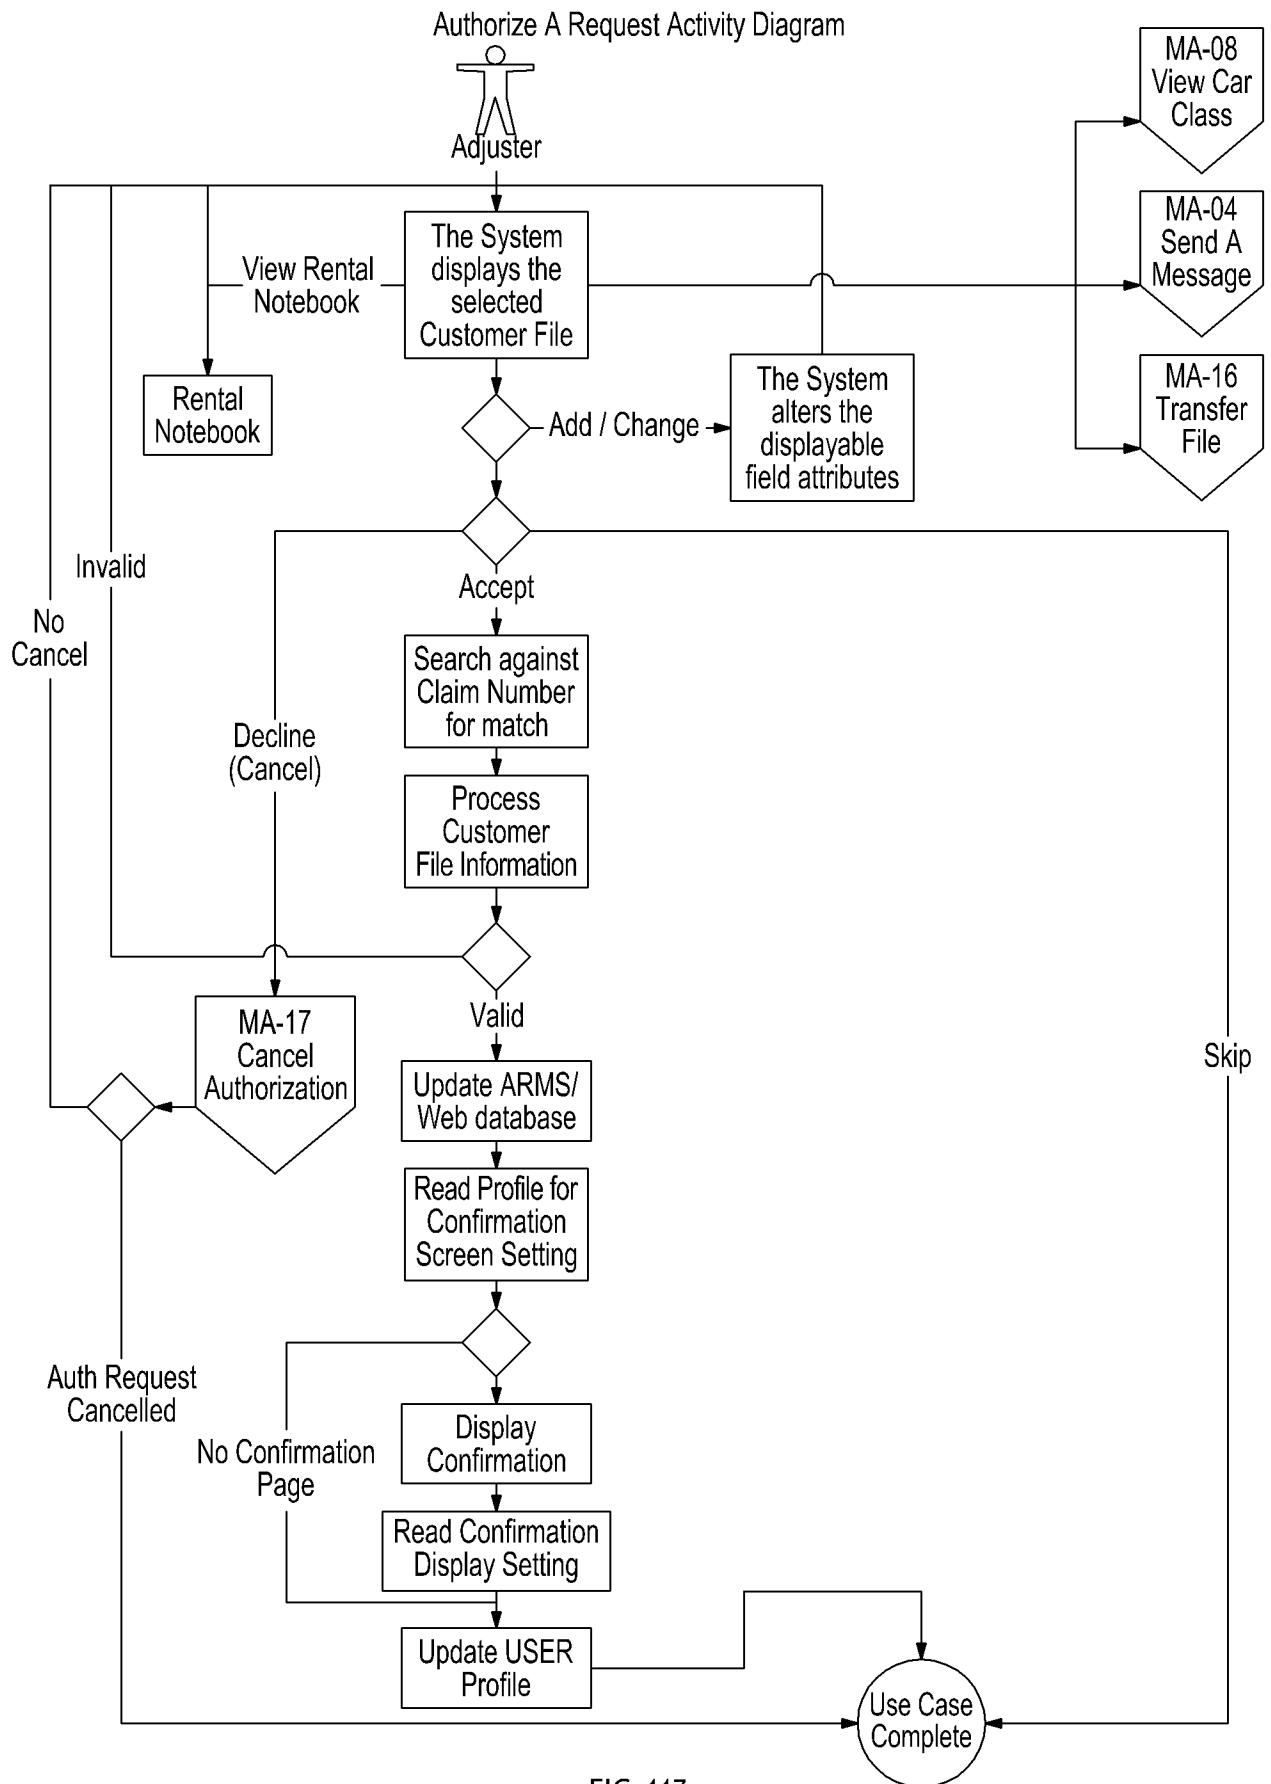 Authorize A Request Activity Diagram
Adjuster
MA-08
View Car
Class
MA-04
Send A
Message
MA-16
Transfer
File
The System
displays the
selected
Customer File
View Rental
Notebook
Rental
Notebook
Add / Change
The System
alters the
displayable
field attributes
Invalid
No
Cancel
Accept
Search against
Claim Number
for match
Decline
(Cancel)
Process
Customer
File Information
Valid
MA-17
Cancel
Authorization
Skip
Update ARMS/
Web database
Read Profile for
Confirmation
Screen Setting
Auth Request
Cancelled
No Confirmation
Page
Display
Confirmation
Read Confirmation
Display Setting
Update USER
Profile
Use Case
Complete